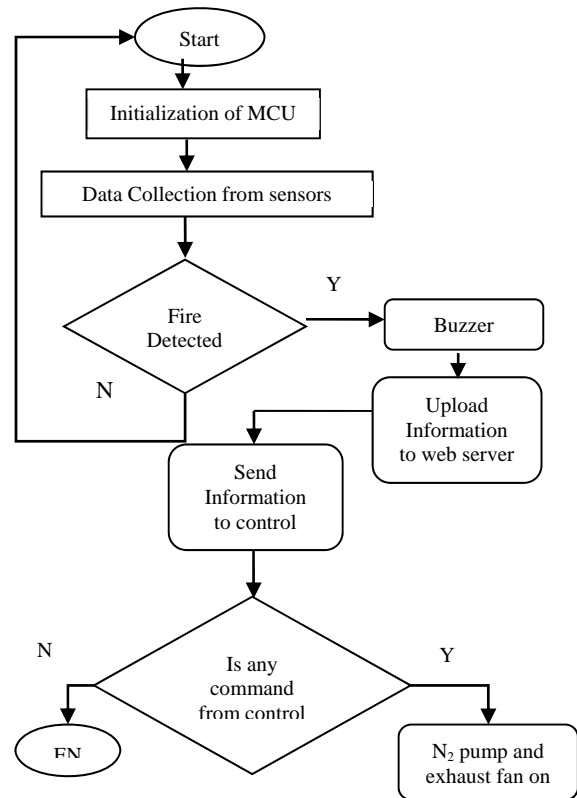 Start
Initialization of MCU
Data Collection from sensors
Y
Fire
Detected
Buzzer
N
Upload
Information
to web server
Send
Information
to control
N
Y
Is any
command
from control
EN
N₂ pump and
exhaust fan on